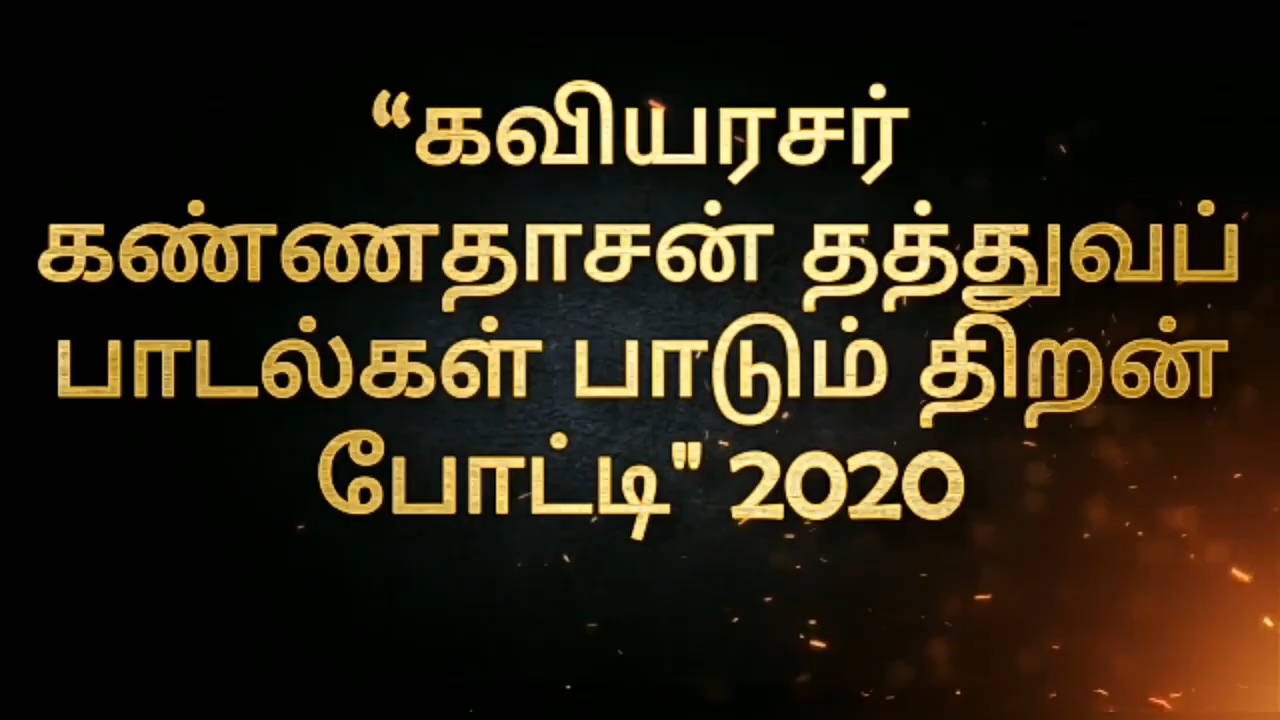 “கவியரசர்
கண்ணதாசன் தத்துவப்
பாடல்கள் பாடும் திறன்
போட்டி" 2020